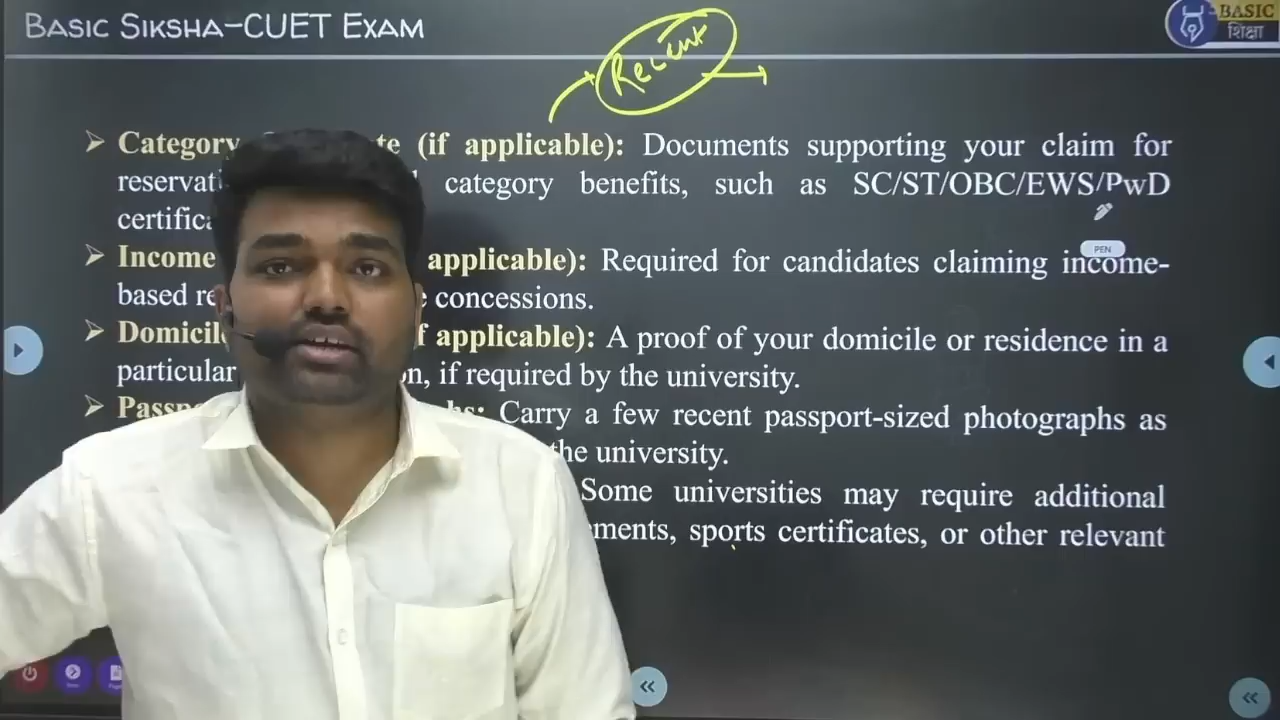 BASIC SIKSHA-CUET EXAM
BASIC
शिक्षा
Recent
Category te (if applicable): Documents supporting your claim for
reservati category benefits, such as SC/ST/OBC/EWS/PwD
certifica
Income applicable): Required for candidates claiming income-
based re concessions.
PEN
Domicile f applicable): A proof of your domicile or residence in a
particular n, if required by the university.
Passp hs: Carry a few recent passport-sized photographs as
the university.
Some universities may require additional
ments, sports certificates, or other relevant